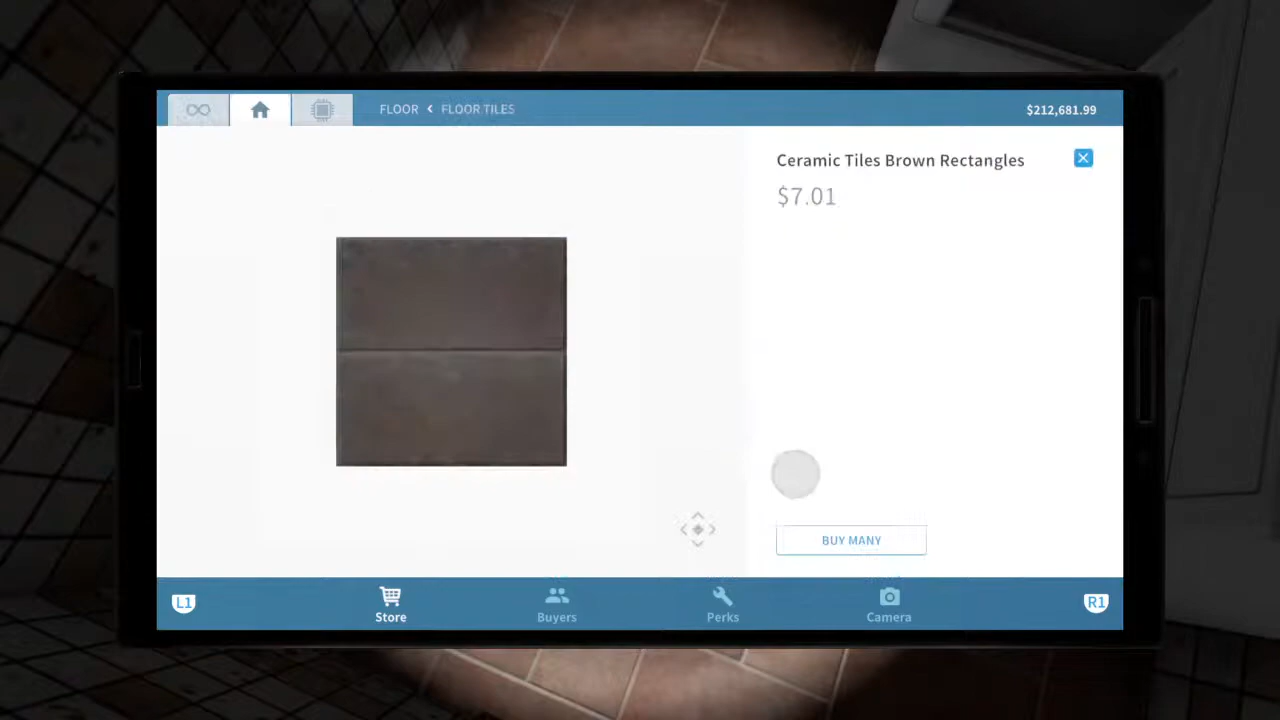 FLOOR < FLOOR TILES
$212,681.99
Ceramic Tiles Brown Rectangles
$7.01
BUY MANY
L1
Store
Buyers
Perks
Camera
R1